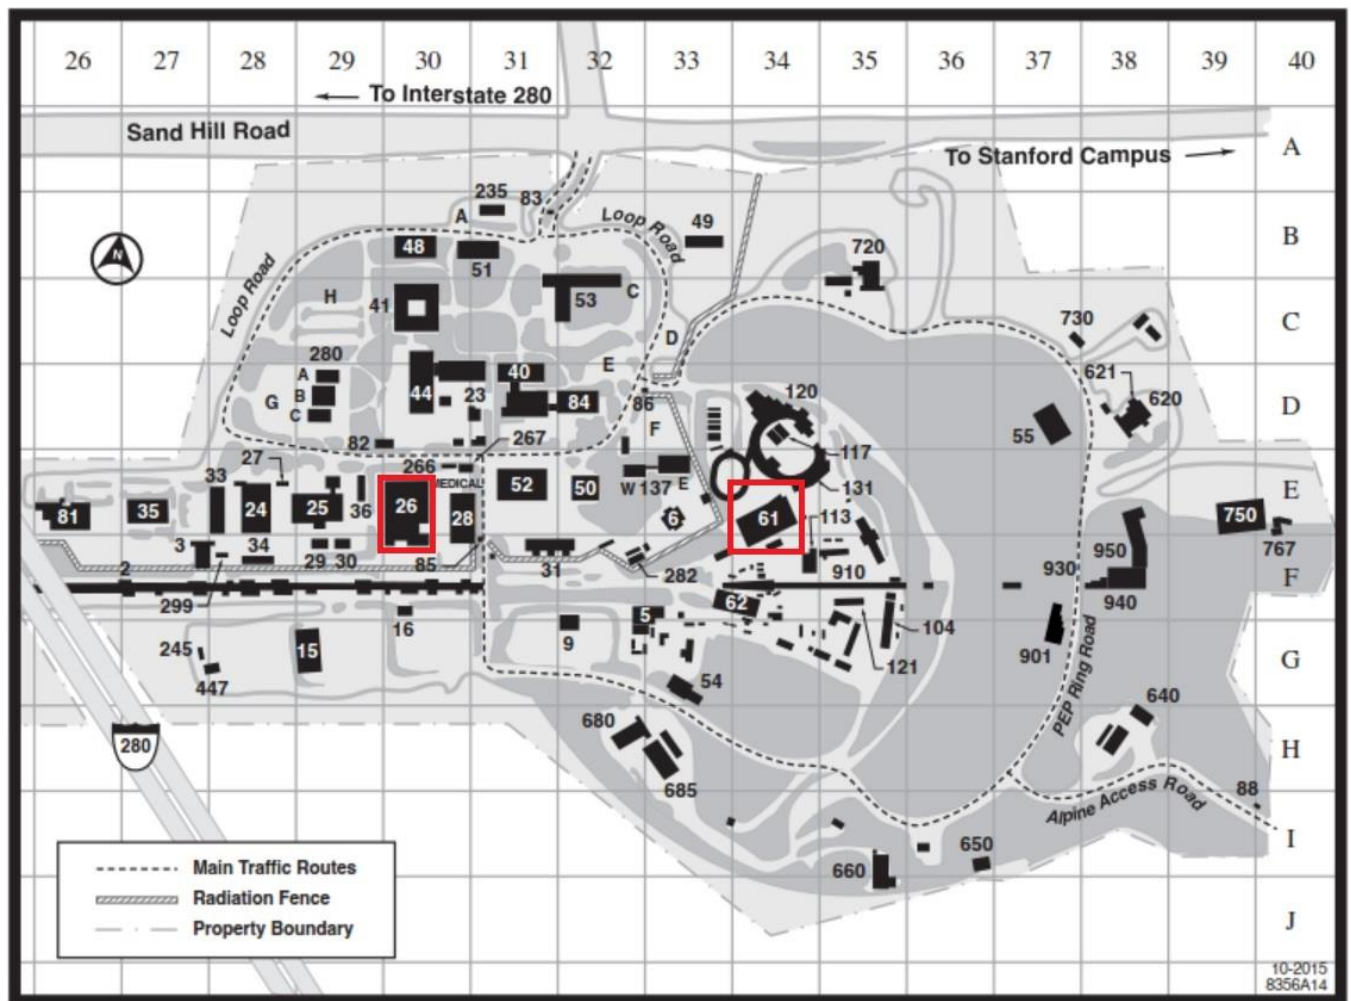 26 27 28 29 30 31 32 33 34 35 36 37 38 39 40
To Interstate 280
Sand Hill Road
A
To Stanford Campus
235 83
A
Loop Road
49
B
N
48
51
720
Loop Road
H
41
53
C
C
D
730
280
A
B
C
G
44
23
40
E
84
86
F
120
621
620
D
55
82
267
266
MEDICAL
117
131
27
33
81
35
24
25
36
26
28
52
50
W 137 E
6
61
113
750
E
767
3
34
29 30
85
31
282
910
950
930
940
F
2
299
16
9
5
62
104
121
901
245
447
15
54
G
PEP Ring Road
640
680
685
280
H
88
Alpine Access Road
650
660
I
Main Traffic Routes
Radiation Fence
Property Boundary
J
10-2015
8356A14